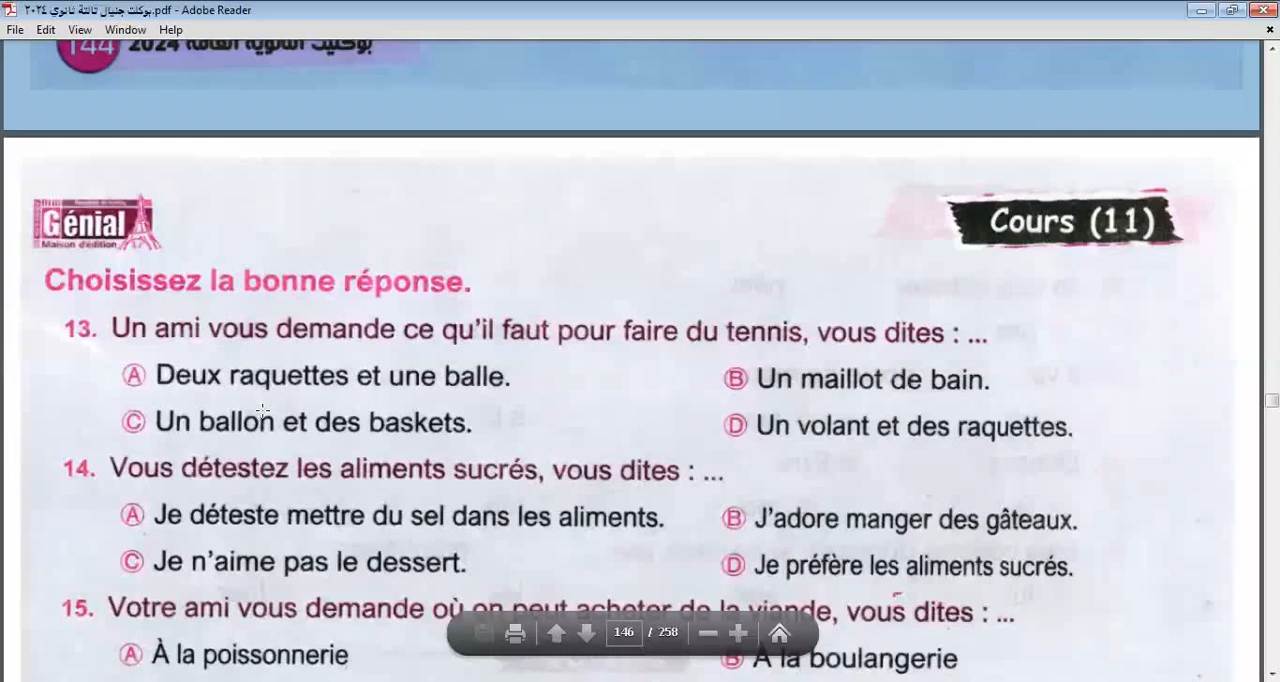 بوكلت جنيال تالتة ثانوي ٢٠٢٤.pdf - Adobe Reader
File Edit View Window Help
144 بوكليت الثانوية العامة 2024
Génial
Maison d'édition
Cours (11)
Choisissez la bonne réponse.
13. Un ami vous demande ce qu'il faut pour faire du tennis, vous dites : ...
A Deux raquettes et une balle.
B Un maillot de bain.
C Un ballon et des baskets.
D Un volant et des raquettes.
14. Vous détestez les aliments sucrés, vous dites : ...
A Je déteste mettre du sel dans les aliments.
B J'adore manger des gâteaux.
C Je n'aime pas le dessert.
D Je préfère les aliments sucrés.
15. Votre ami vous demande où on peut acheter de la viande, vous dites : ...
146 / 258
A À la poissonnerie
B À la boulangerie